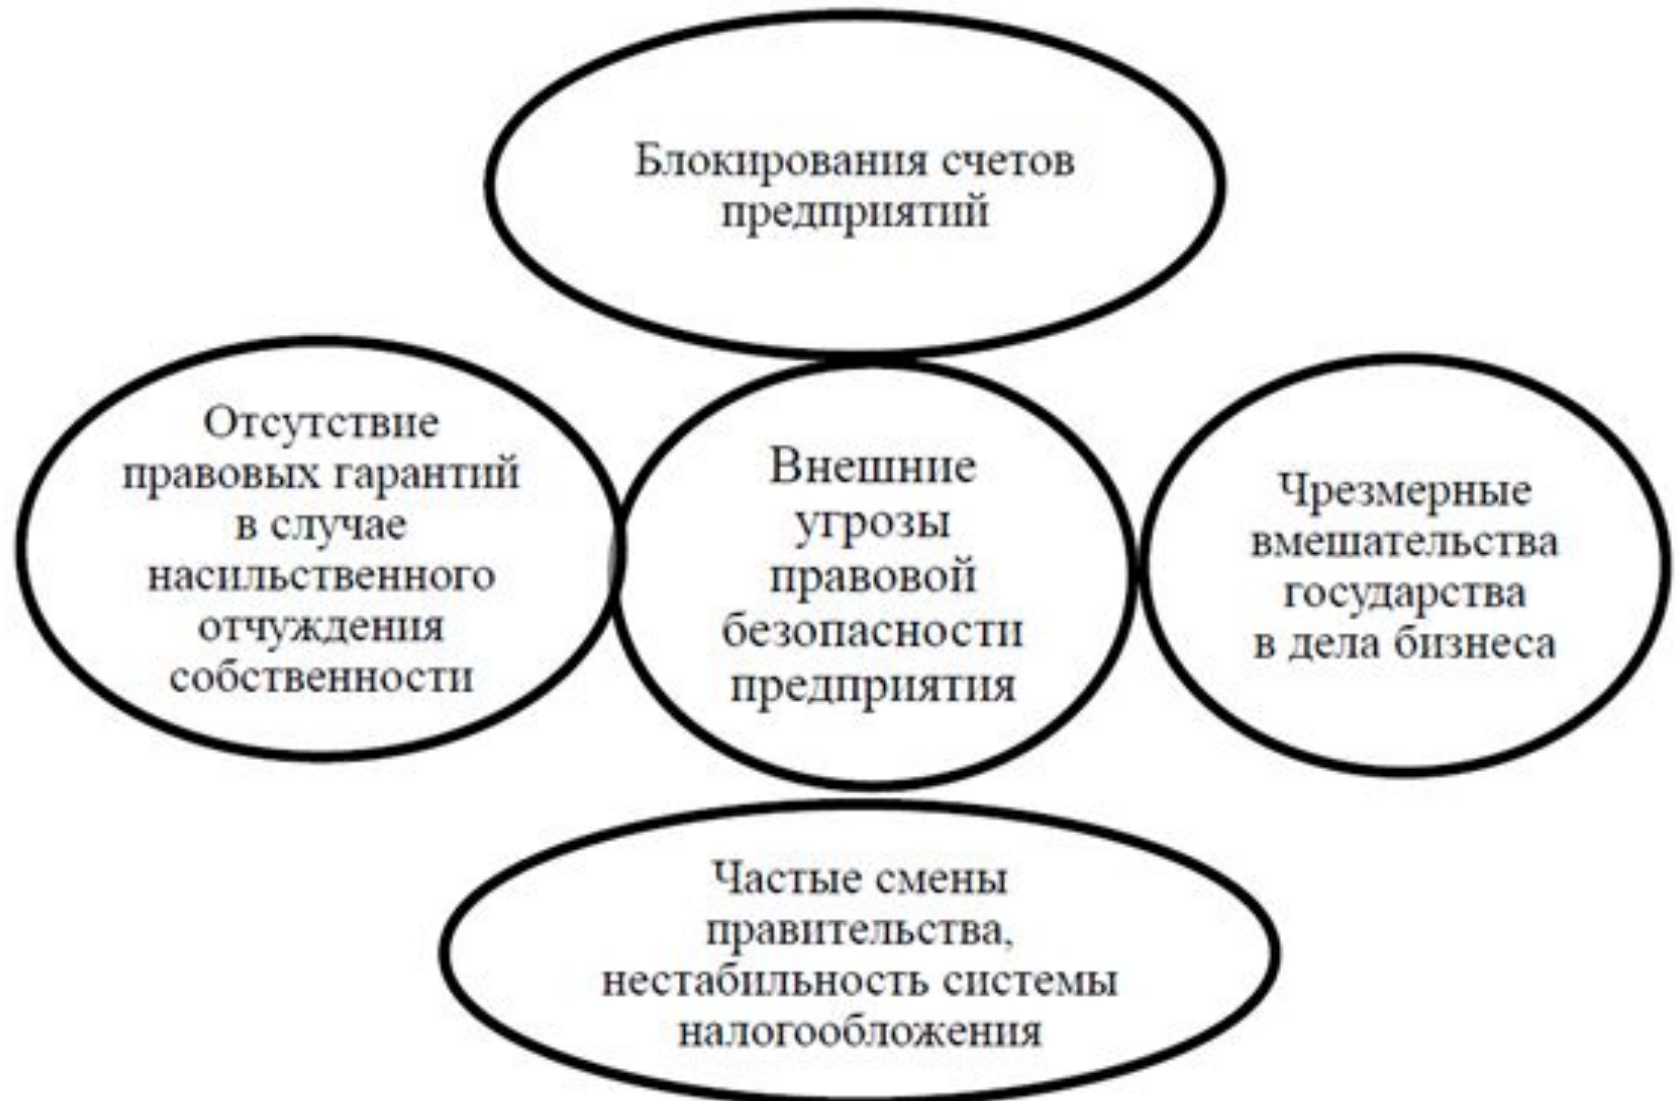 Блокирования счетов
предприятий
Отсутствие
правовых гарантий
в случае
насильственного
отчуждения
собственности
Внешние
угрозы
правовой
безопасности
предприятия
Чрезмерные
вмешательства
государства
в дела бизнеса
Частые смены
правительства,
нестабильность системы
налогообложения